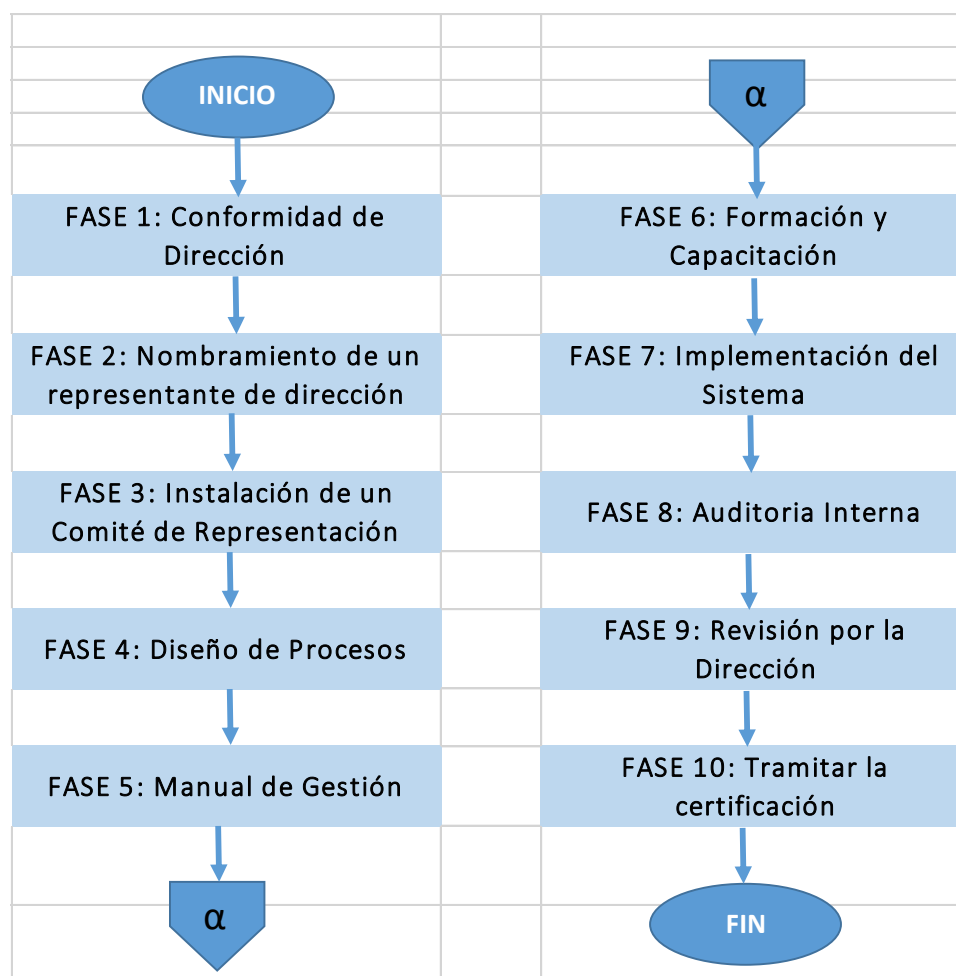 INICIO
FASE 1: Conformidad de
Dirección
FASE 2: Nombramiento de un
representante de dirección
FASE 3: Instalación de un
Comité de Representación
FASE 4: Diseño de Procesos
FASE 5: Manual de Gestión
α
α
FASE 6: Formación y
Capacitación
FASE 7: Implementación del
Sistema
FASE 8: Auditoria Interna
FASE 9: Revisión por la
Dirección
FASE 10: Tramitar la
certificación
FIN